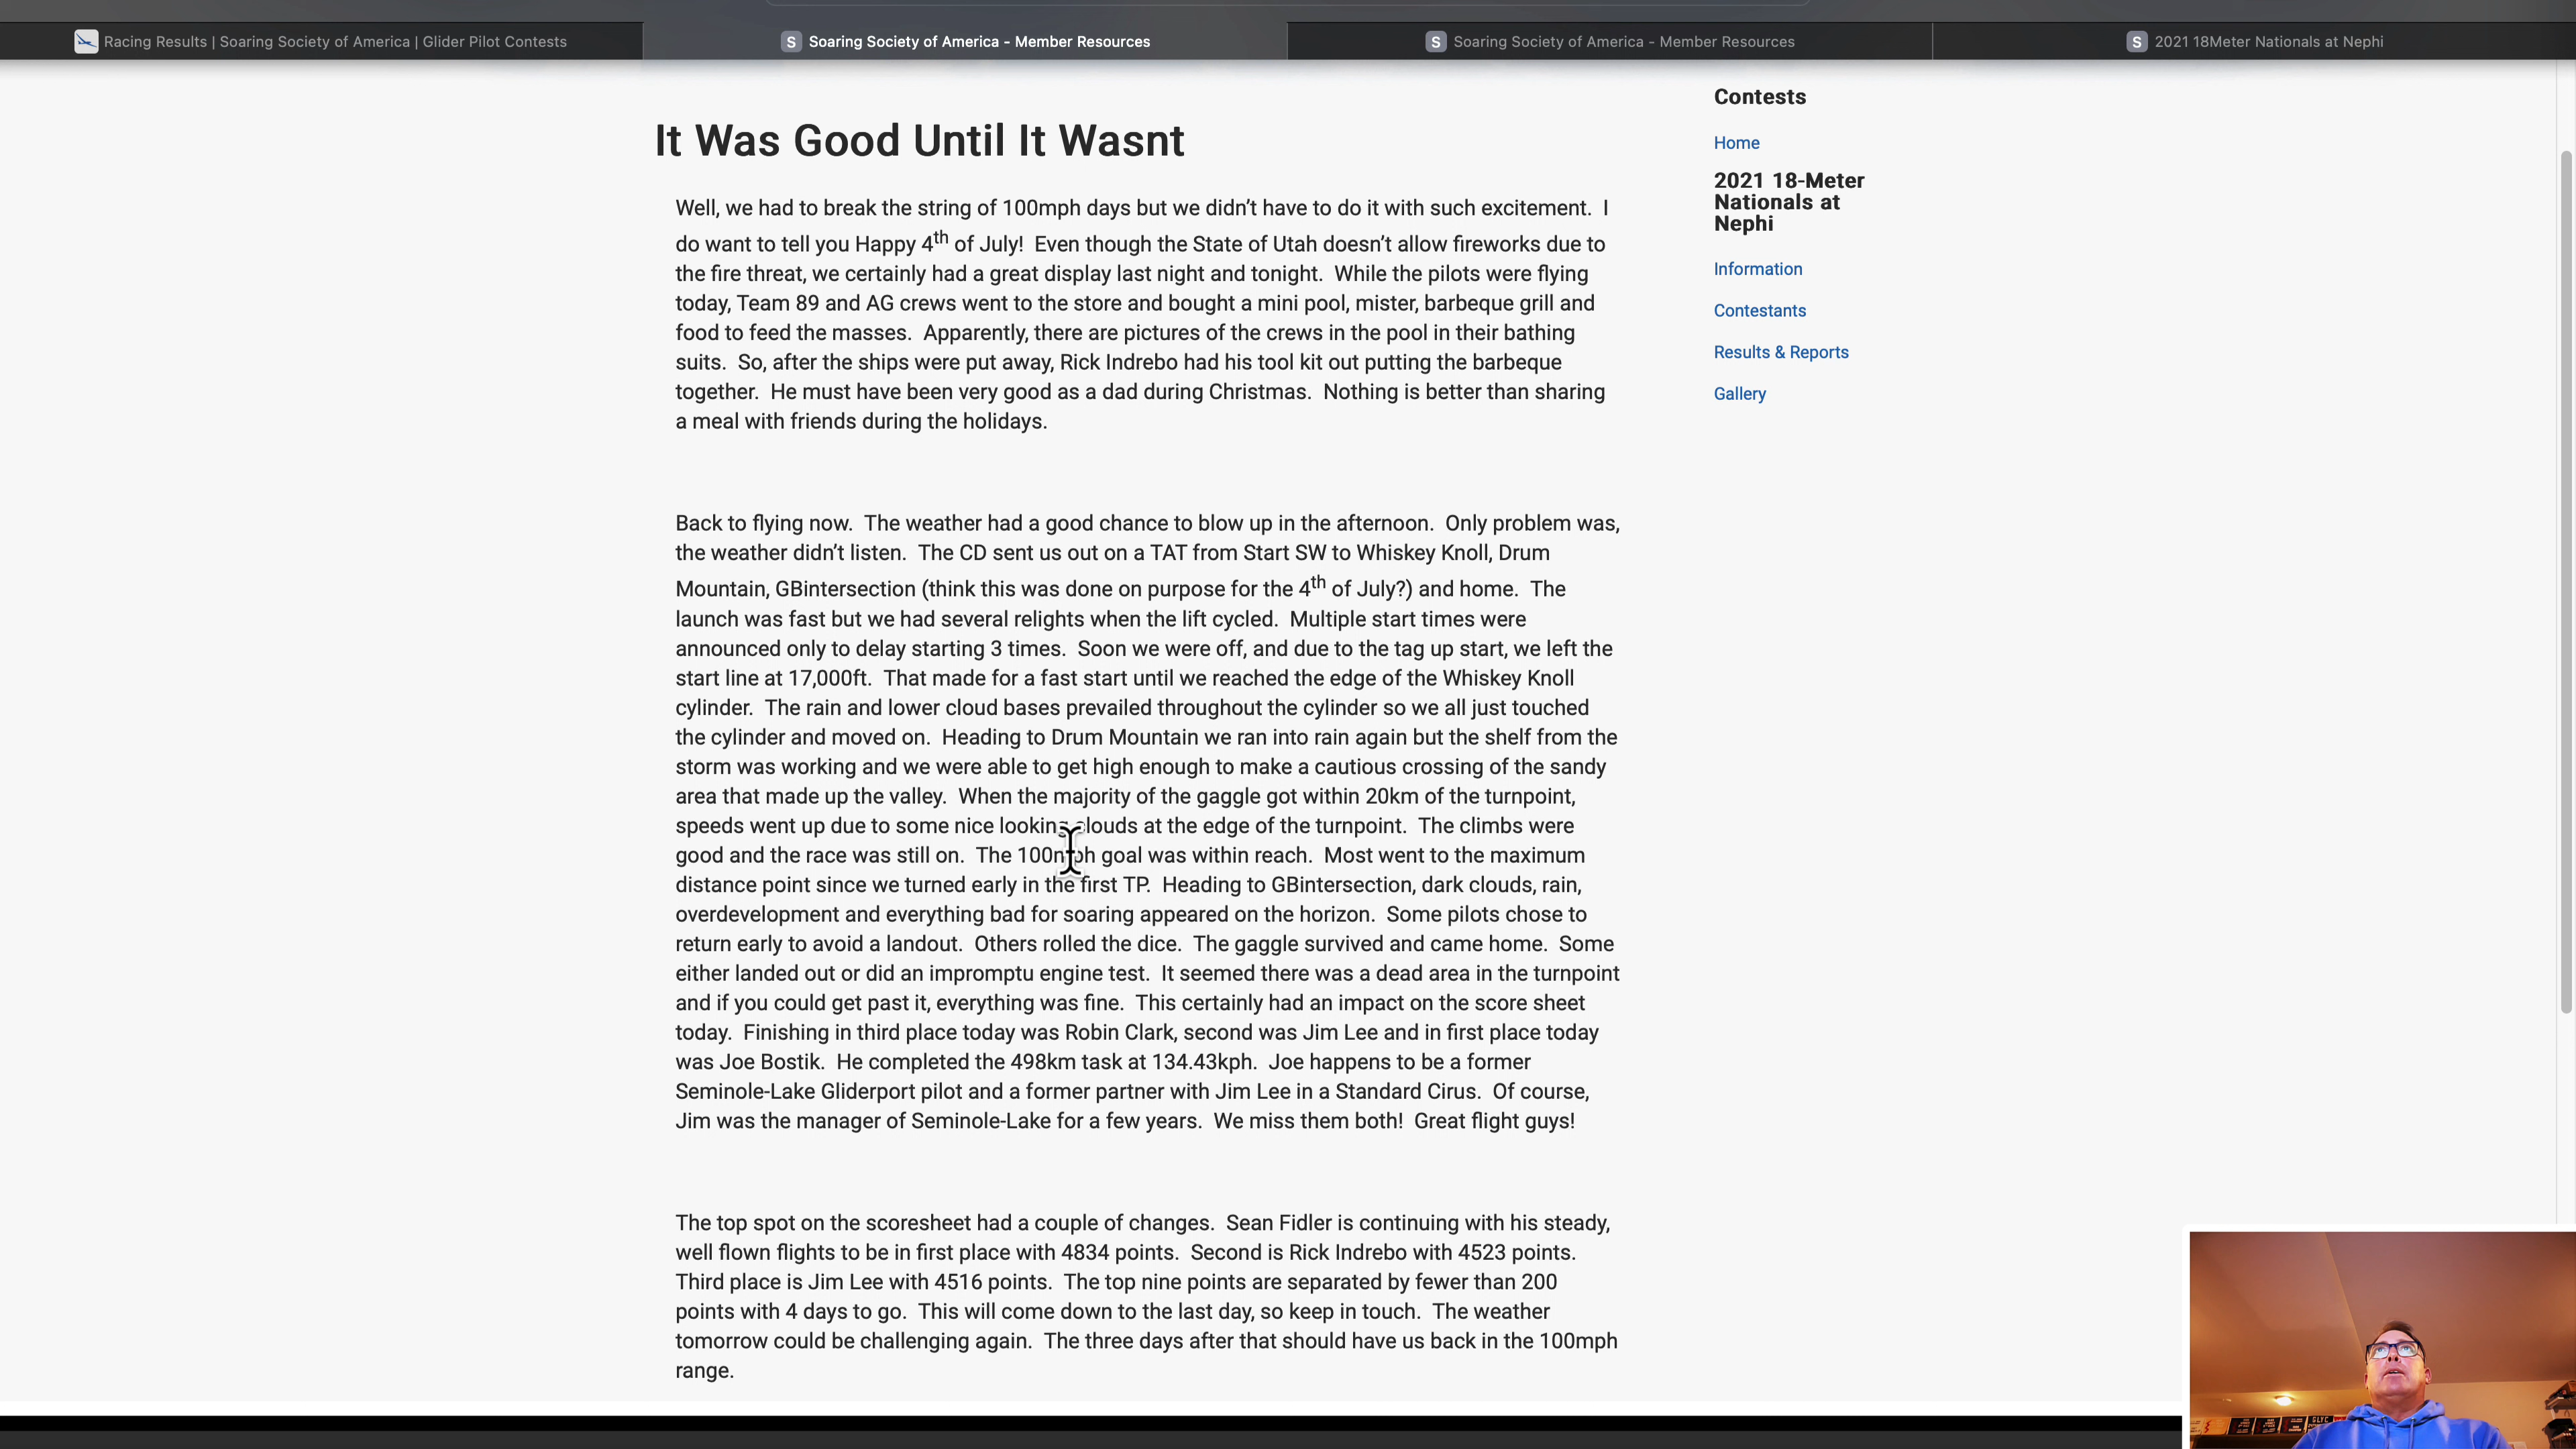 Racing Results | Soaring Society of America | Glider Pilot Contests
S Soaring Society of America - Member Resources
S Soaring Society of America - Member Resources
S 2021 18Meter Nationals at Nephi
It Was Good Until It Wasnt
Well, we had to break the string of 100mph days but we didn’t have to do it with such excitement.  I
do want to tell you Happy 4th of July!  Even though the State of Utah doesn’t allow fireworks due to
the fire threat, we certainly had a great display last night and tonight.  While the pilots were flying
today, Team 89 and AG crews went to the store and bought a mini pool, mister, barbeque grill and
food to feed the masses.  Apparently, there are pictures of the crews in the pool in their bathing
suits.  So, after the ships were put away, Rick Indrebo had his tool kit out putting the barbeque
together.  He must have been very good as a dad during Christmas.  Nothing is better than sharing
a meal with friends during the holidays.
Back to flying now.  The weather had a good chance to blow up in the afternoon.  Only problem was,
the weather didn’t listen.  The CD sent us out on a TAT from Start SW to Whiskey Knoll, Drum
Mountain, GBintersection (think this was done on purpose for the 4th of July?) and home.  The
launch was fast but we had several relights when the lift cycled.  Multiple start times were
announced only to delay starting 3 times.  Soon we were off, and due to the tag up start, we left the
start line at 17,000ft.  That made for a fast start until we reached the edge of the Whiskey Knoll
cylinder.  The rain and lower cloud bases prevailed throughout the cylinder so we all just touched
the cylinder and moved on.  Heading to Drum Mountain we ran into rain again but the shelf from the
storm was working and we were able to get high enough to make a cautious crossing of the sandy
area that made up the valley.  When the majority of the gaggle got within 20km of the turnpoint,
speeds went up due to some nice looking clouds at the edge of the turnpoint.  The climbs were
good and the race was still on.  The 100mph goal was within reach.  Most went to the maximum
distance point since we turned early in the first TP.  Heading to GBintersection, dark clouds, rain,
overdevelopment and everything bad for soaring appeared on the horizon.  Some pilots chose to
return early to avoid a landout.  Others rolled the dice.  The gaggle survived and came home.  Some
either landed out or did an impromptu engine test.  It seemed there was a dead area in the turnpoint
and if you could get past it, everything was fine.  This certainly had an impact on the score sheet
today.  Finishing in third place today was Robin Clark, second was Jim Lee and in first place today
was Joe Bostik.  He completed the 498km task at 134.43kph.  Joe happens to be a former
Seminole-Lake Gliderport pilot and a former partner with Jim Lee in a Standard Cirus.  Of course,
Jim was the manager of Seminole-Lake for a few years.  We miss them both!  Great flight guys!
The top spot on the scoresheet had a couple of changes.  Sean Fidler is continuing with his steady,
well flown flights to be in first place with 4834 points.  Second is Rick Indrebo with 4523 points.
Third place is Jim Lee with 4516 points.  The top nine points are separated by fewer than 200
points with 4 days to go.  This will come down to the last day, so keep in touch.  The weather
tomorrow could be challenging again.  The three days after that should have us back in the 100mph
range.
Contests
Home
2021 18-Meter
Nationals at
Nephi
Information
Contestants
Results & Reports
Gallery